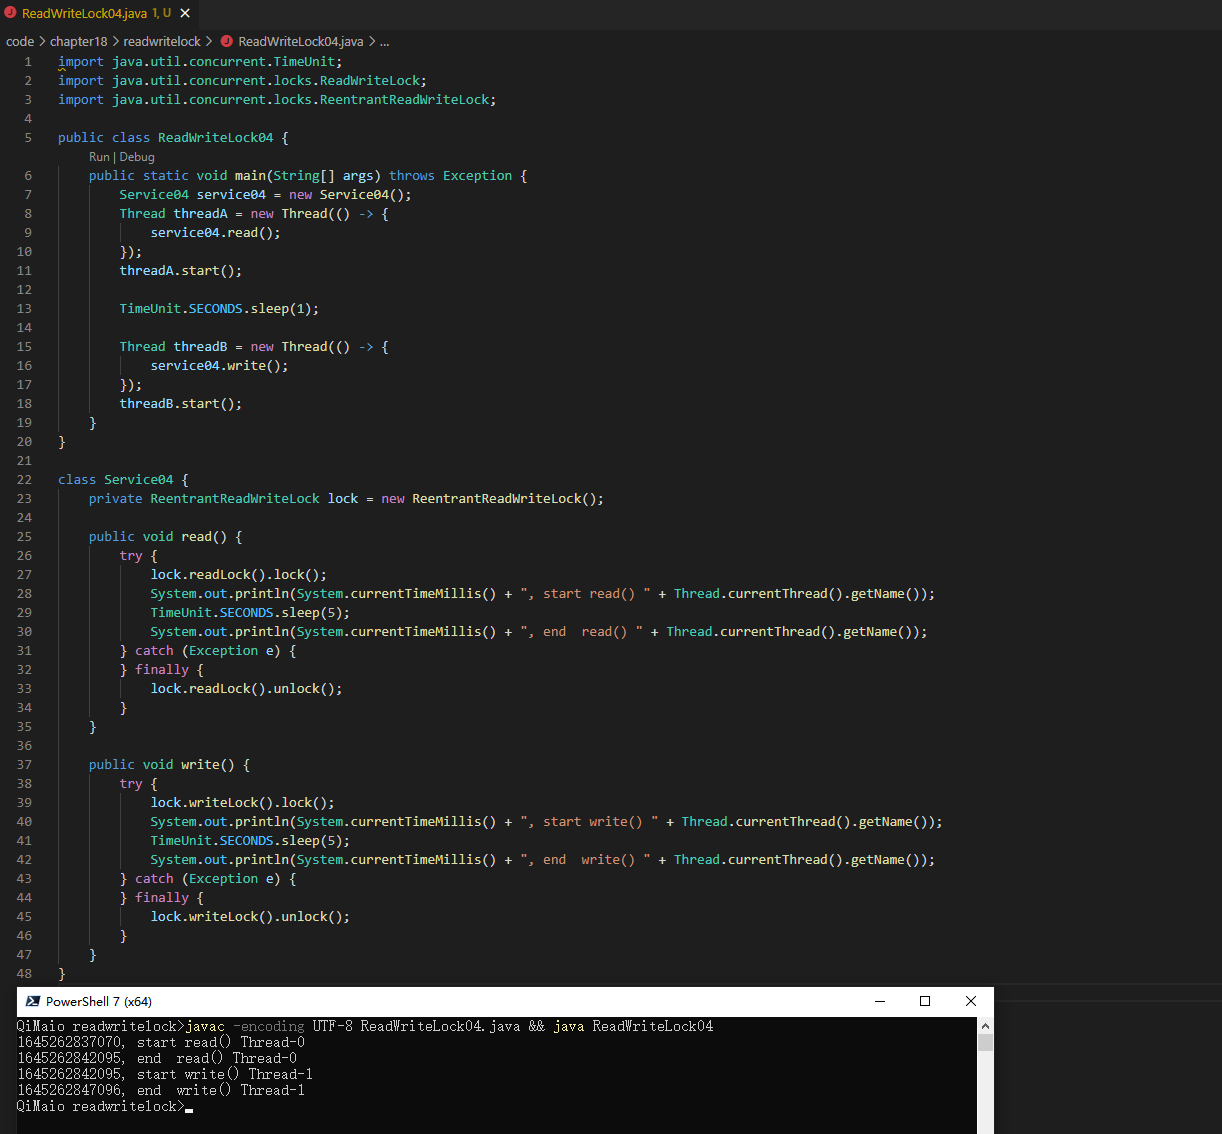 ReadWriteLock04.java 1, U
code > chapter18 > readwritelock > ReadWriteLock04.java > ...
1 import java.util.concurrent.TimeUnit;
2 import java.util.concurrent.locks.ReadWriteLock;
3 import java.util.concurrent.locks.ReentrantReadWriteLock;
4
5 public class ReadWriteLock04 {
Run | Debug
6     public static void main(String[] args) throws Exception {
7         Service04 service04 = new Service04();
8         Thread threadA = new Thread(() -> {
9             service04.read();
10         });
11         threadA.start();
12
13         TimeUnit.SECONDS.sleep(1);
14
15         Thread threadB = new Thread(() -> {
16             service04.write();
17         });
18         threadB.start();
19     }
20 }
21
22 class Service04 {
23     private ReentrantReadWriteLock lock = new ReentrantReadWriteLock();
24
25     public void read() {
26         try {
27             lock.readLock().lock();
28             System.out.println(System.currentTimeMillis() + ", start read() " + Thread.currentThread().getName());
29             TimeUnit.SECONDS.sleep(5);
30             System.out.println(System.currentTimeMillis() + ", end  read() " + Thread.currentThread().getName());
31         } catch (Exception e) {
32         } finally {
33             lock.readLock().unlock();
34         }
35     }
36
37     public void write() {
38         try {
39             lock.writeLock().lock();
40             System.out.println(System.currentTimeMillis() + ", start write() " + Thread.currentThread().getName());
41             TimeUnit.SECONDS.sleep(5);
42             System.out.println(System.currentTimeMillis() + ", end  write() " + Thread.currentThread().getName());
43         } catch (Exception e) {
44         } finally {
45             lock.writeLock().unlock();
46         }
47     }
48 }
PowerShell 7 (x64)
QiMaio readwritelock>javac -encoding UTF-8 ReadWriteLock04.java && java ReadWriteLock04
1645262837070, start read() Thread-0
1645262842095, end  read() Thread-0
1645262842095, start write() Thread-1
1645262847096, end  write() Thread-1
QiMaio readwritelock>